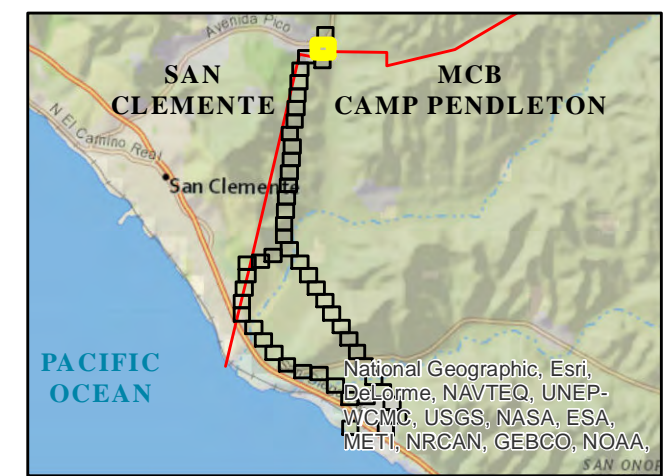 Avenida Pico
SAN
CLEMENTE
MCB
CAMP PENDLETON
N El Camino Real
San Clemente
PACIFIC
OCEAN
National Geographic, Esri,
DeLorme, NAVTEQ, UNEP-
WCMC, USGS, NASA, ESA,
METI, NRCAN, GEBCO, NOAA,
SAN ONOF